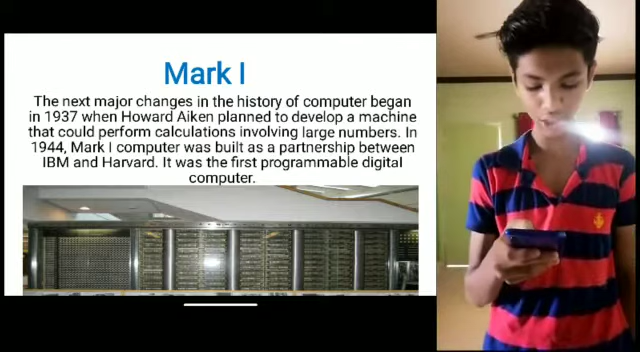 Mark I
The next major changes in the history of computer began
in 1937 when Howard Aiken planned to develop a machine
that could perform calculations involving large numbers. In
1944, Mark I computer was built as a partnership between
IBM and Harvard. It was the first programmable digital
computer.